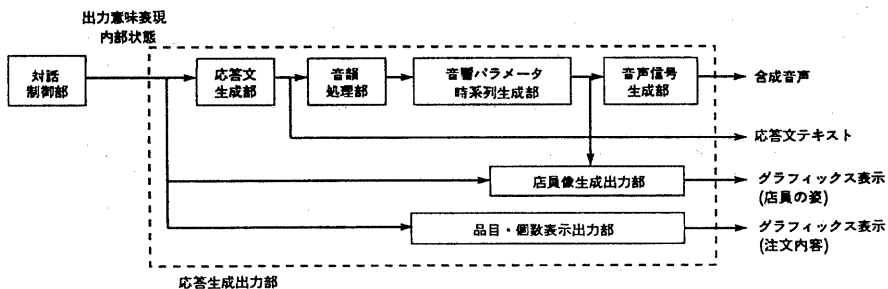 出力意味表現
内部状態
対話
制御部
応答文
生成部
音韻
処理部
音響パラメータ
時系列生成部
音声信号
生成部
合成音声
応答文テキスト
店員像生成出力部
グラフィックス表示
(店員の姿)
品目・個数表示出力部
グラフィックス表示
(注文内容)
応答生成出力部